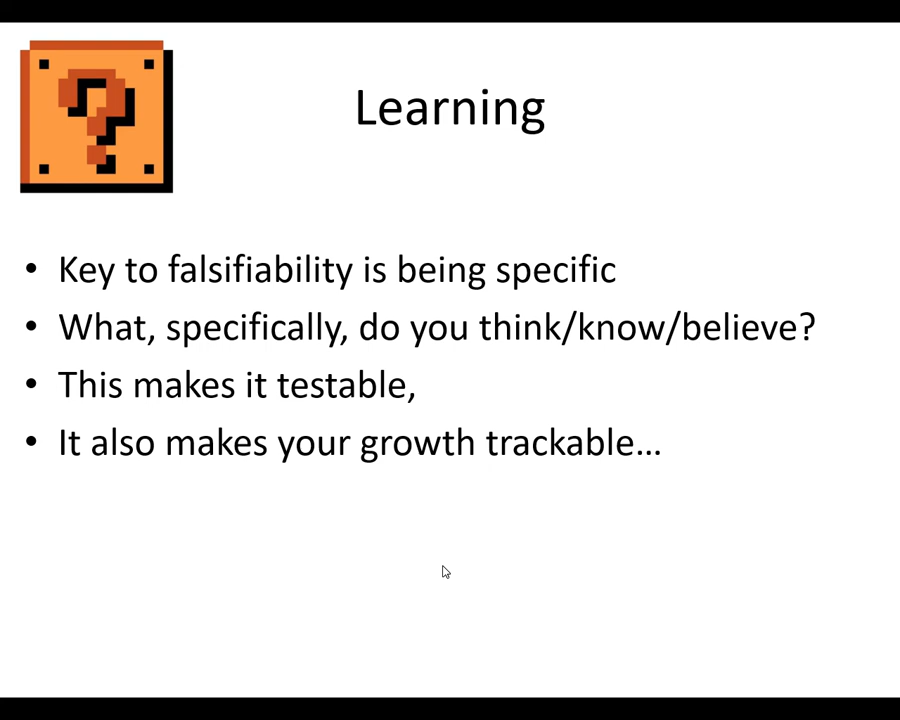 Learning
• Key to falsifiability is being specific
• What, specifically, do you think/know/believe?
• This makes it testable,
• It also makes your growth trackable…